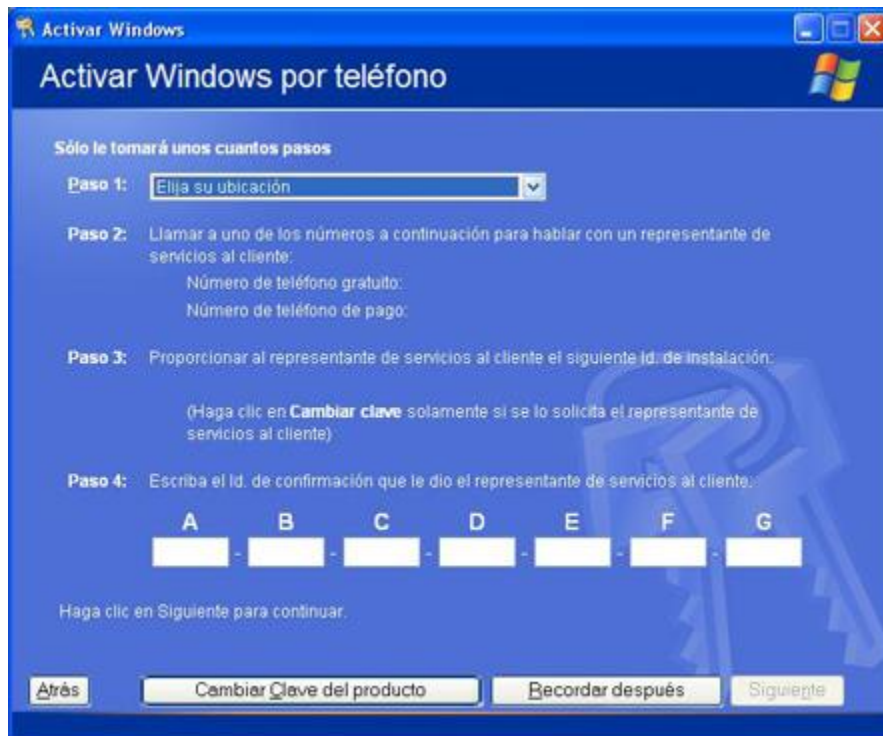 Activar Windows
Activar Windows por teléfono
Sólo le tomará unos cuantos pasos
Paso 1: Elija su ubicación
Paso 2: Llamar a uno de los números a continuación para hablar con un representante de
servicios al cliente:
Número de teléfono gratuito:
Número de teléfono de pago:
Paso 3: Proporcionar al representante de servicios al cliente el siguiente Id. de instalación:
(Haga clic en Cambiar clave solamente si se lo solicita el representante de
servicios al cliente)
Paso 4: Escriba el Id. de confirmación que le dio el representante de servicios al cliente.
A B C D E F G
- - - - - -
Haga clic en Siguiente para continuar.
Atrás Cambiar Clave del producto Recordar después Siguiente